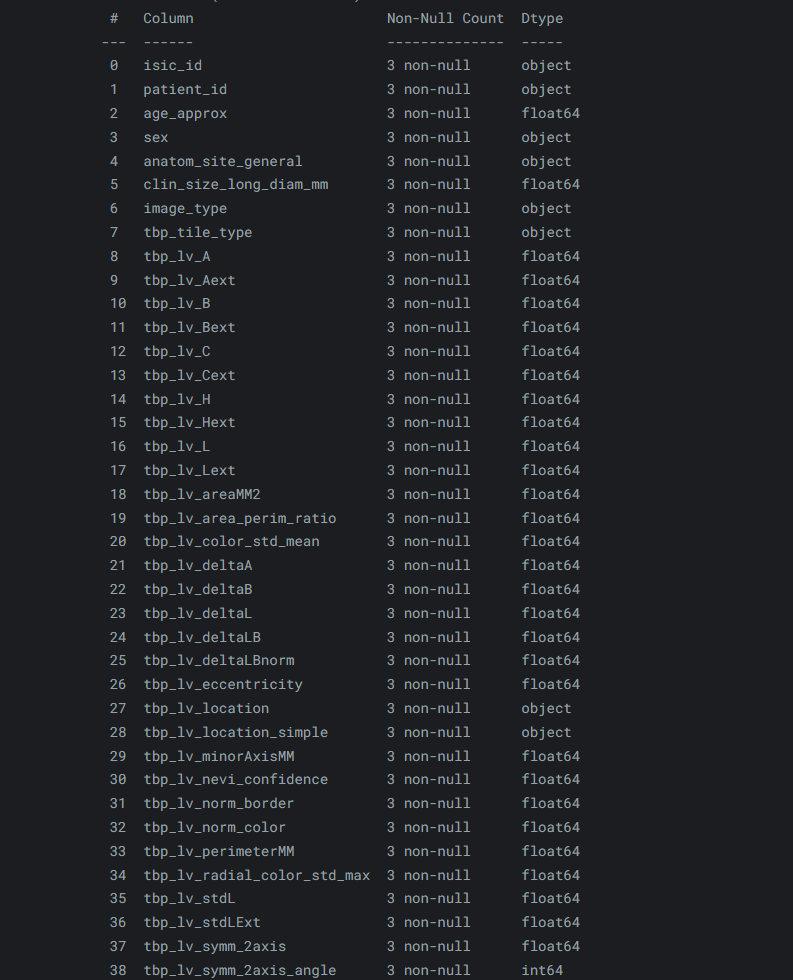 #   Column                       Non-Null Count  Dtype
---  ------                       --------------  -----
0   isic_id                      3 non-null      object
1   patient_id                   3 non-null      object
2   age_approx                   3 non-null      float64
3   sex                          3 non-null      object
4   anatom_site_general          3 non-null      object
5   clin_size_long_diam_mm       3 non-null      float64
6   image_type                   3 non-null      object
7   tbp_tile_type                3 non-null      object
8   tbp_lv_A                     3 non-null      float64
9   tbp_lv_Aext                  3 non-null      float64
10  tbp_lv_B                     3 non-null      float64
11  tbp_lv_Bext                  3 non-null      float64
12  tbp_lv_C                     3 non-null      float64
13  tbp_lv_Cext                  3 non-null      float64
14  tbp_lv_H                     3 non-null      float64
15  tbp_lv_Hext                  3 non-null      float64
16  tbp_lv_L                     3 non-null      float64
17  tbp_lv_Lext                  3 non-null      float64
18  tbp_lv_areaMM2               3 non-null      float64
19  tbp_lv_area_perim_ratio      3 non-null      float64
20  tbp_lv_color_std_mean        3 non-null      float64
21  tbp_lv_deltaA                3 non-null      float64
22  tbp_lv_deltaB                3 non-null      float64
23  tbp_lv_deltaL                3 non-null      float64
24  tbp_lv_deltaLB               3 non-null      float64
25  tbp_lv_deltaLBnorm           3 non-null      float64
26  tbp_lv_eccentricity          3 non-null      float64
27  tbp_lv_location              3 non-null      object
28  tbp_lv_location_simple       3 non-null      object
29  tbp_lv_minorAxisMM           3 non-null      float64
30  tbp_lv_nevi_confidence       3 non-null      float64
31  tbp_lv_norm_border           3 non-null      float64
32  tbp_lv_norm_color            3 non-null      float64
33  tbp_lv_perimeterMM           3 non-null      float64
34  tbp_lv_radial_color_std_max  3 non-null      float64
35  tbp_lv_stdL                  3 non-null      float64
36  tbp_lv_stdLExt               3 non-null      float64
37  tbp_lv_symm_2axis            3 non-null      float64
38  tbp_lv_symm_2axis_angle      3 non-null      int64